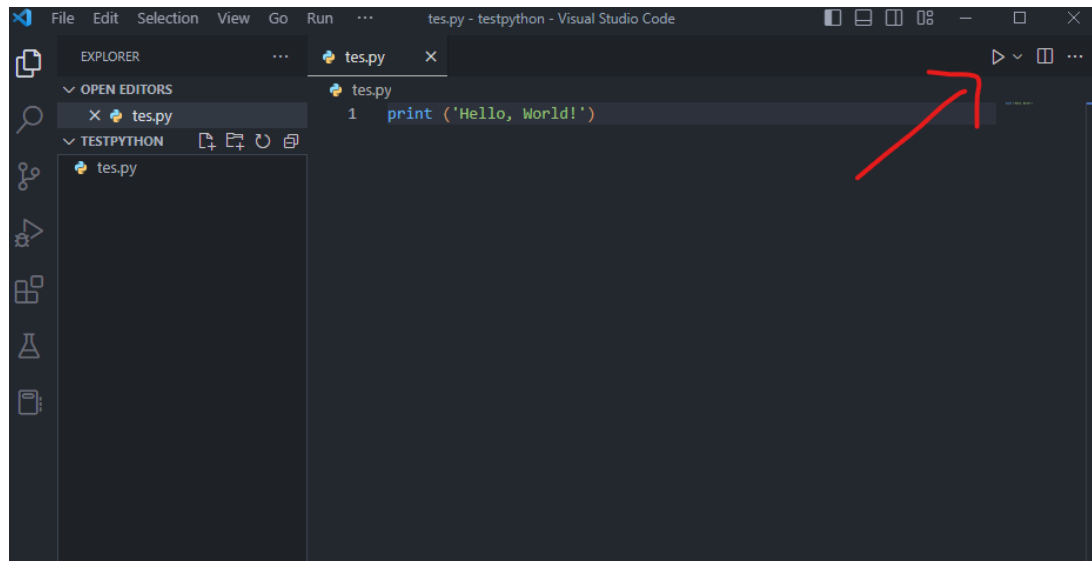 File Edit Selection View Go Run ··· tes.py - testpython - Visual Studio Code
EXPLORER ···
tes.py
OPEN EDITORS
tes.py
TESTPYTHON
tes.py
tes.py
1 print ('Hello, World!')